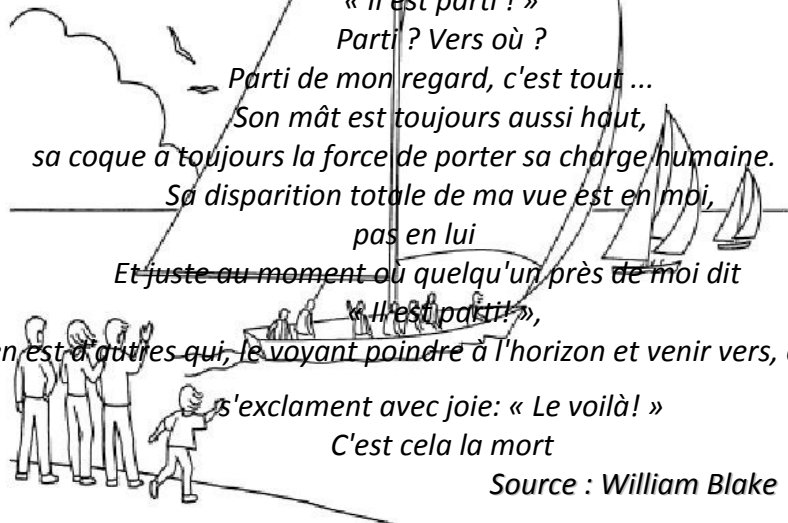 « Il est parti ! »
Parti ? Vers où ?
Parti de mon regard, c'est tout ...
Son mât est toujours aussi haut,
sa coque a toujours la force de porter sa charge humaine.
Sa disparition totale de ma vue est en moi,
pas en lui
Et juste au moment où quelqu'un près de moi dit
« Il est parti! »,
en est d'autres qui, le voyant poindre à l'horizon et venir vers,
s'exclament avec joie: « Le voilà! »
C'est cela la mort
Source : William Blake